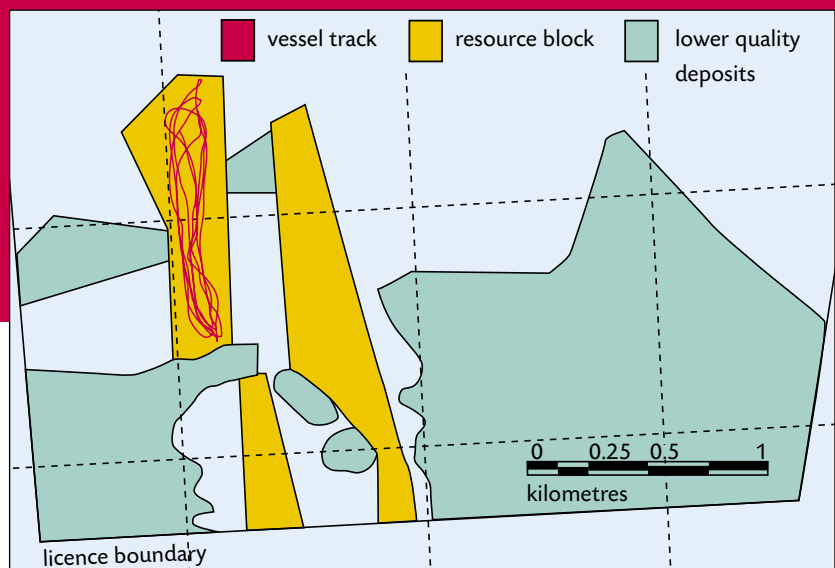 vessel track
resource block
lower quality
deposits
0 0.25 0.5 1
kilometres
licence boundary